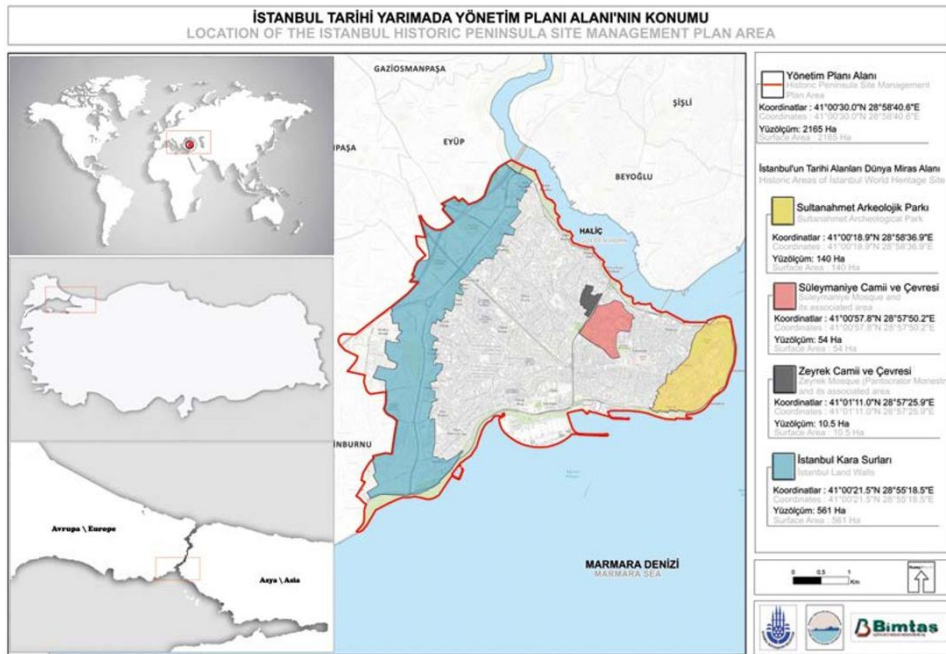 İSTANBUL TARİHİ YARIMADA YÖNETİM PLANI ALANI'NIN KONUMU
LOCATION OF THE ISTANBUL HISTORIC PENINSULA SITE MANAGEMENT PLAN AREA
GAZİOSMANPAŞA
ŞİŞLİ
EYÜP
BEYOĞLU
HALİÇ
MARMARA DENİZİ
MARMARA SEA
Avrupa \ Europe
Asya \ Asia
Yönetim Planı Alanı
Historic Peninsula Site Management
Plan Area
Koordinatlar : 41°00'30.0"N 28°58'40.6"E
Coordinates : 41°00'30.0"N 28°58'40.6"E
Yüzölçüm: 2165 Ha
Surface Area : 2165 Ha
İstanbul'un Tarihi Alanları Dünya Miras Alanı
Historic Areas of İstanbul World Heritage Site
Sultanahmet Arkeolojik Parkı
Sultanahmet Archeological Park
Koordinatlar : 41°00'18.9"N 28°58'36.9"E
Coordinates : 41°00'18.9"N 28°58'36.9"E
Yüzölçüm: 140 Ha
Surface Area : 140 Ha
Süleymaniye Camii ve Çevresi
Süleymaniye Mosque and
its associated area
Koordinatlar : 41°00'57.8"N 28°57'50.2"E
Coordinates : 41°00'57.8"N 28°57'50.2"E
Yüzölçüm: 54 Ha
Surface Area : 54 Ha
Zeyrek Camii ve Çevresi
Zeyrek Mosque (Pantocrator Monestr
and its associated area
Koordinatlar : 41°01'11.0"N 28°57'25.9"E
Coordinates : 41°01'11.0"N 28°57'25.9"E
Yüzölçüm: 10.5 Ha
Surface Area : 10.5 Ha
İstanbul Kara Surları
İstanbul Land Walls
Koordinatlar : 41°00'21.5"N 28°55'18.5"E
Coordinates : 41°00'21.5"N 28°55'18.5"E
Yüzölçüm: 561 Ha
Surface Area : 561 Ha
0 0.5 1
Km
Bimtas